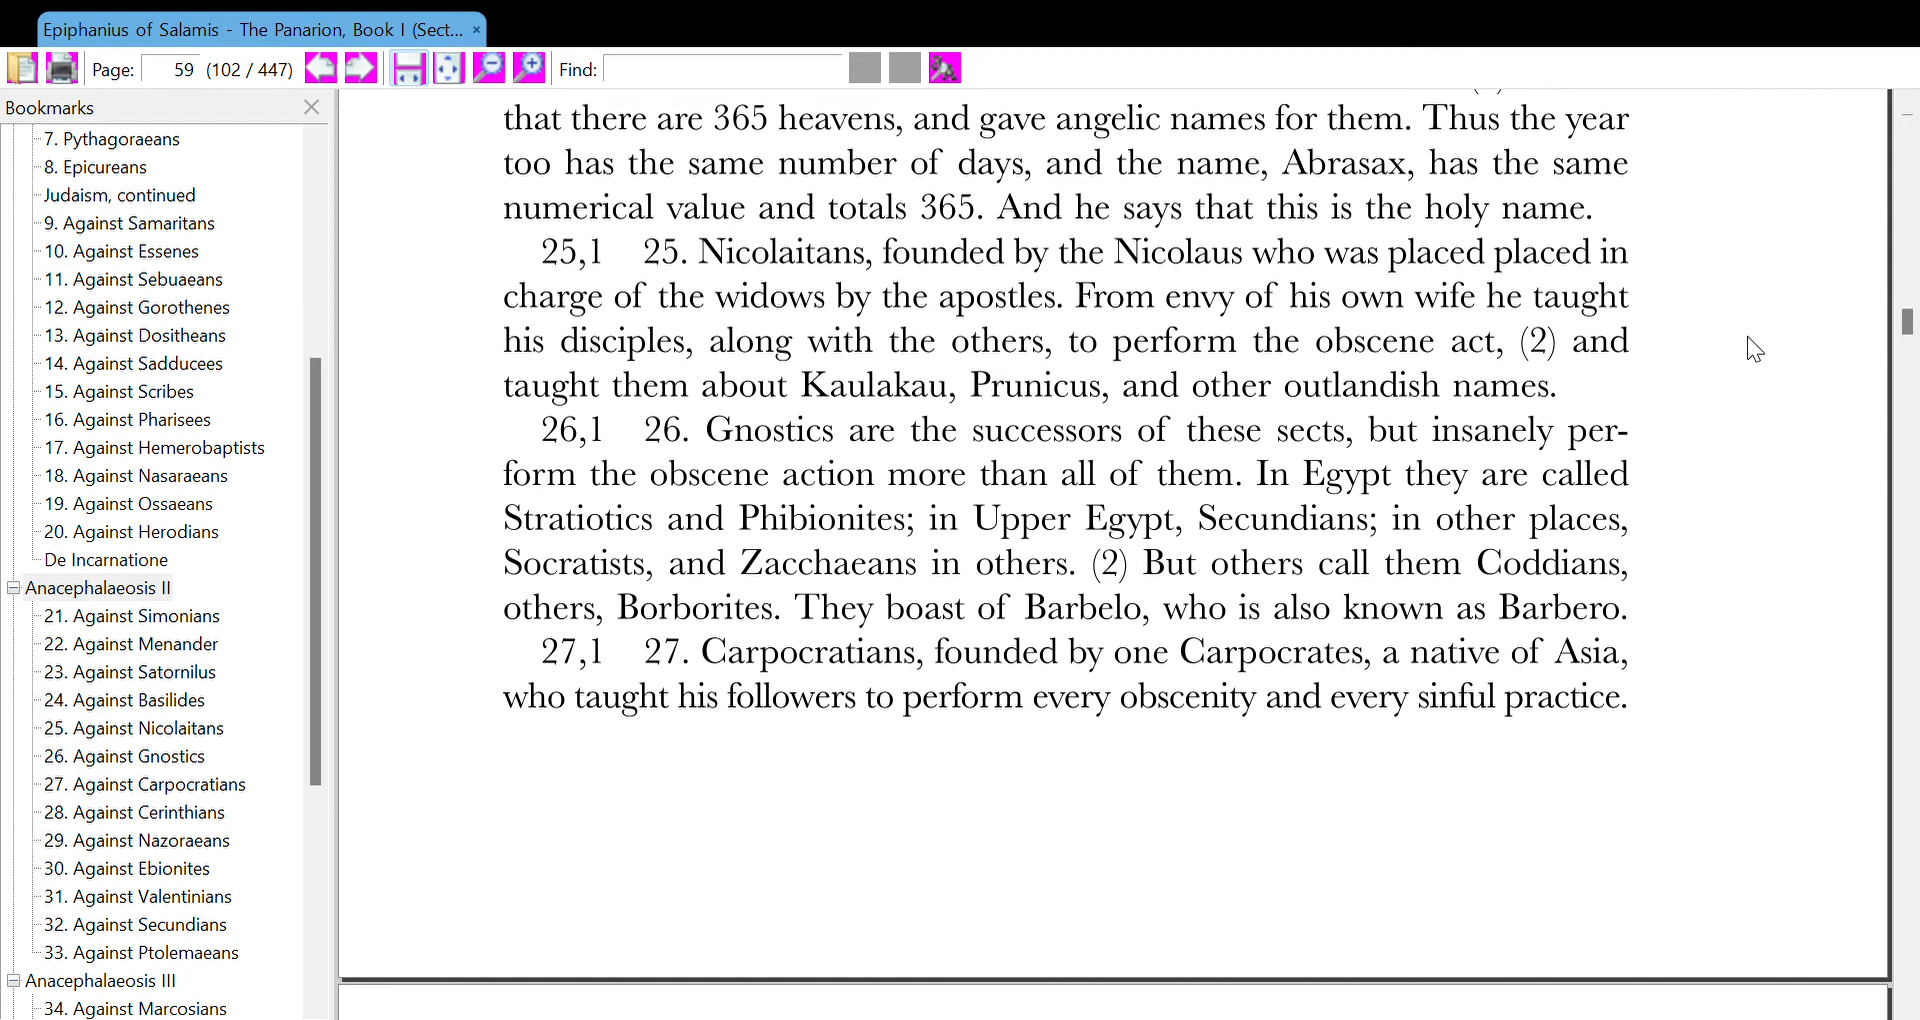 Epiphanius of Salamis - The Panarion, Book I (Sect... ×
Page: 59 (102 / 447) Find:
Bookmarks
7. Pythagoraeans
8. Epicureans
Judaism, continued
9. Against Samaritans
10. Against Essenes
11. Against Sebuaeans
12. Against Gorothenes
13. Against Dositheans
14. Against Sadducees
15. Against Scribes
16. Against Pharisees
17. Against Hemerobaptists
18. Against Nasaraeans
19. Against Ossaeans
20. Against Herodians
De Incarnatione
Anacephalaeosis II
21. Against Simonians
22. Against Menander
23. Against Satornilus
24. Against Basilides
25. Against Nicolaitans
26. Against Gnostics
27. Against Carpocratians
28. Against Cerinthians
29. Against Nazoraeans
30. Against Ebionites
31. Against Valentinians
32. Against Secundians
33. Against Ptolemaeans
Anacephalaeosis III
34. Against Marcosians
that there are 365 heavens, and gave angelic names for them. Thus the year
too has the same number of days, and the name, Abrasax, has the same
numerical value and totals 365. And he says that this is the holy name.
25,1 25. Nicolaitans, founded by the Nicolaus who was placed placed in
charge of the widows by the apostles. From envy of his own wife he taught
his disciples, along with the others, to perform the obscene act, (2) and
taught them about Kaulakau, Prunicus, and other outlandish names.
26,1 26. Gnostics are the successors of these sects, but insanely per-
form the obscene action more than all of them. In Egypt they are called
Stratiotics and Phibionites; in Upper Egypt, Secundians; in other places,
Socratists, and Zacchaeans in others. (2) But others call them Coddians,
others, Borborites. They boast of Barbelo, who is also known as Barbero.
27,1 27. Carpocratians, founded by one Carpocrates, a native of Asia,
who taught his followers to perform every obscenity and every sinful practice.